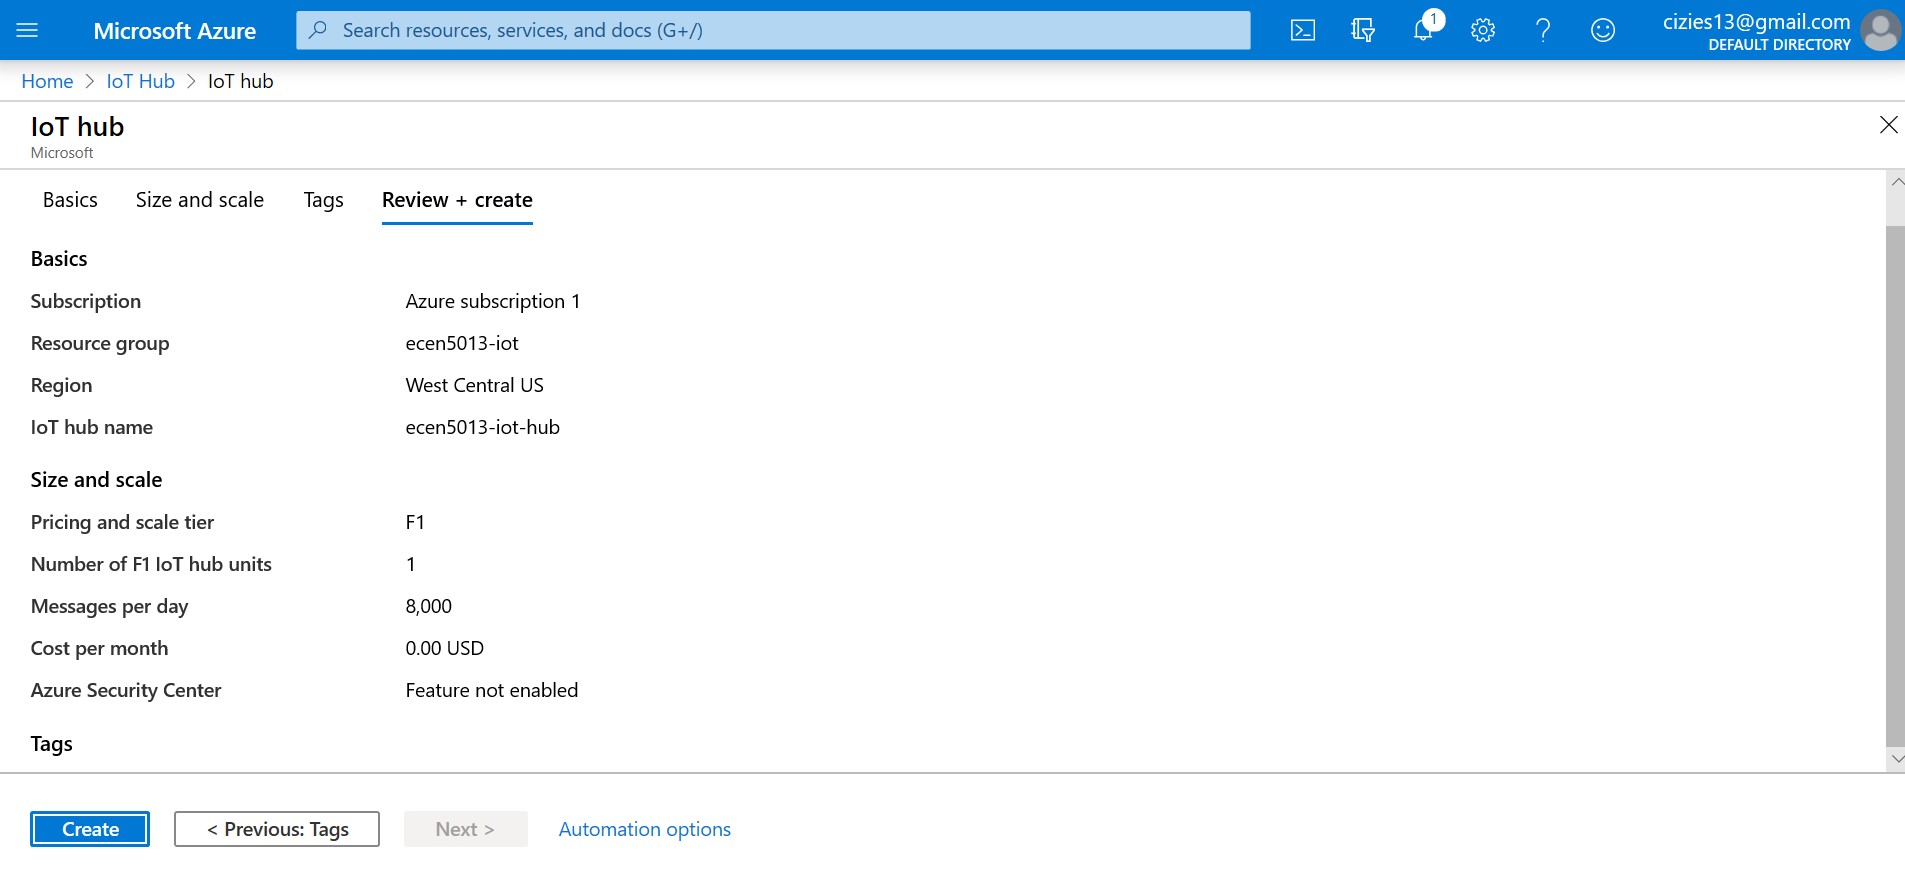 Microsoft Azure
Search resources, services, and docs (G+/)
1
cizies13@gmail.com
DEFAULT DIRECTORY
Home > IoT Hub > IoT hub
IoT hub
Microsoft
Basics Size and scale Tags Review + create
Basics
Subscription Azure subscription 1
Resource group ecen5013-iot
Region West Central US
IoT hub name ecen5013-iot-hub
Size and scale
Pricing and scale tier F1
Number of F1 IoT hub units 1
Messages per day 8,000
Cost per month 0.00 USD
Azure Security Center Feature not enabled
Tags
Create < Previous: Tags Next > Automation options